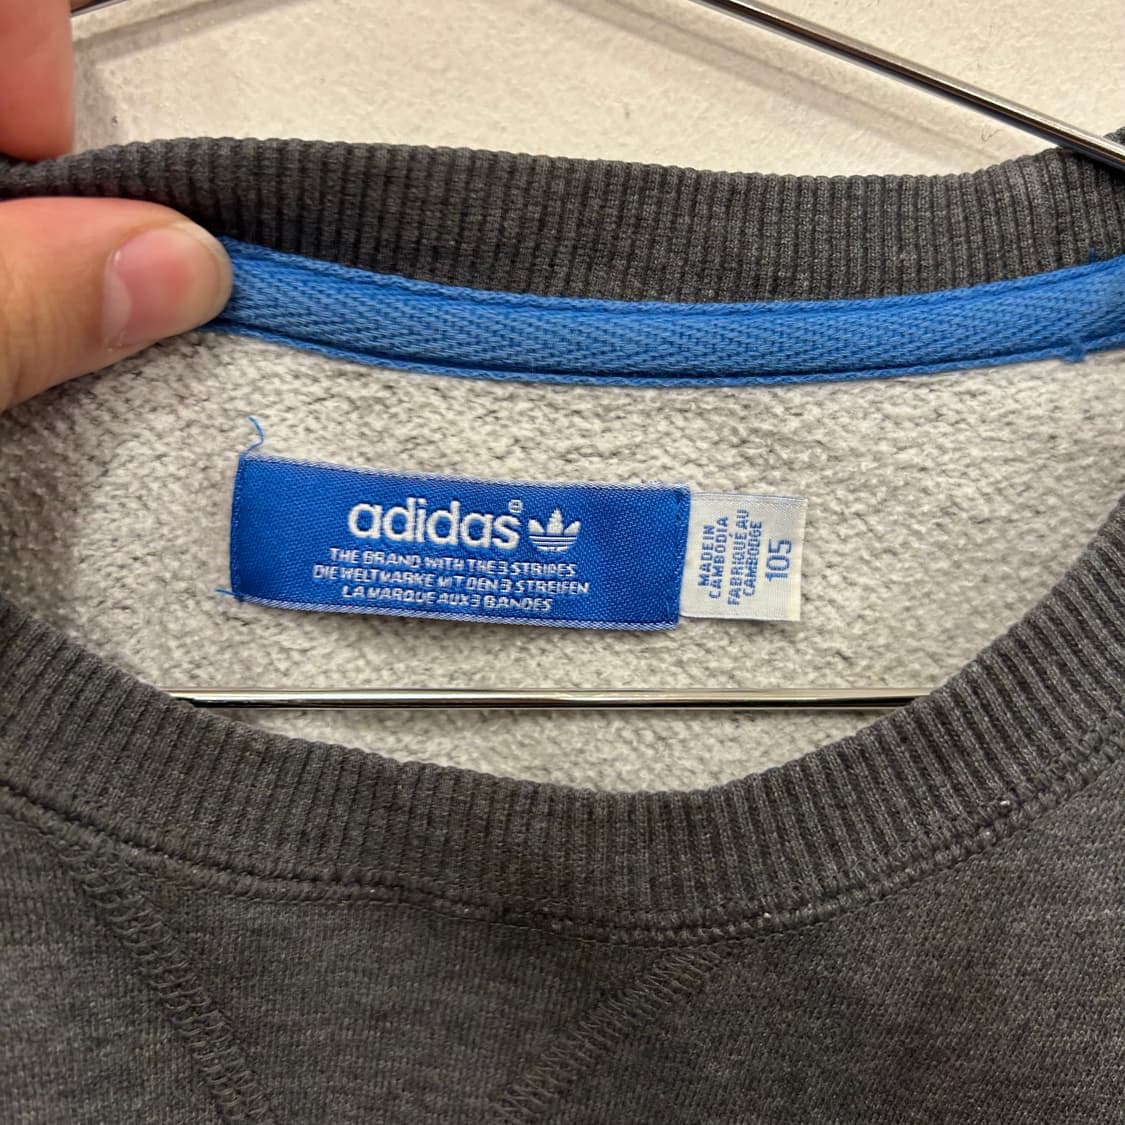 adidas®
THE BRAND WITH THE 3 STRIPES
DIE WELTMARKE MIT DEN 3 STREIFEN
LA MARQUE AUX 3 BANDES
MADE IN
CAMBODIA
FABRIQUÉ AU
CAMBODGE
105